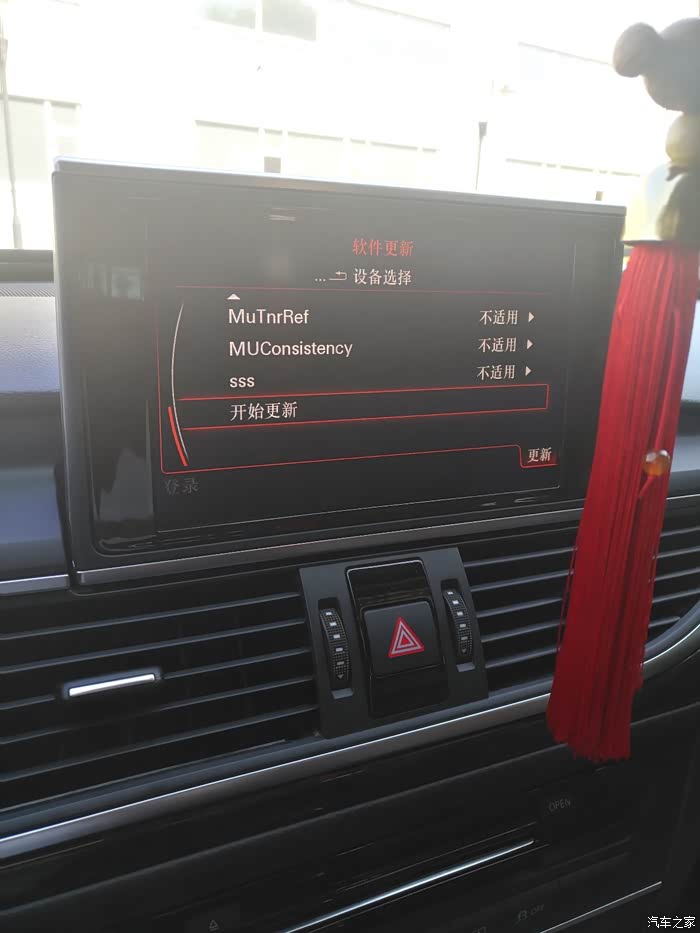 软件更新
... 设备选择
MuTnrRef 不适用
MUConsistency 不适用
sss 不适用
开始更新
更新
登录
OPEN
OFF
汽车之家